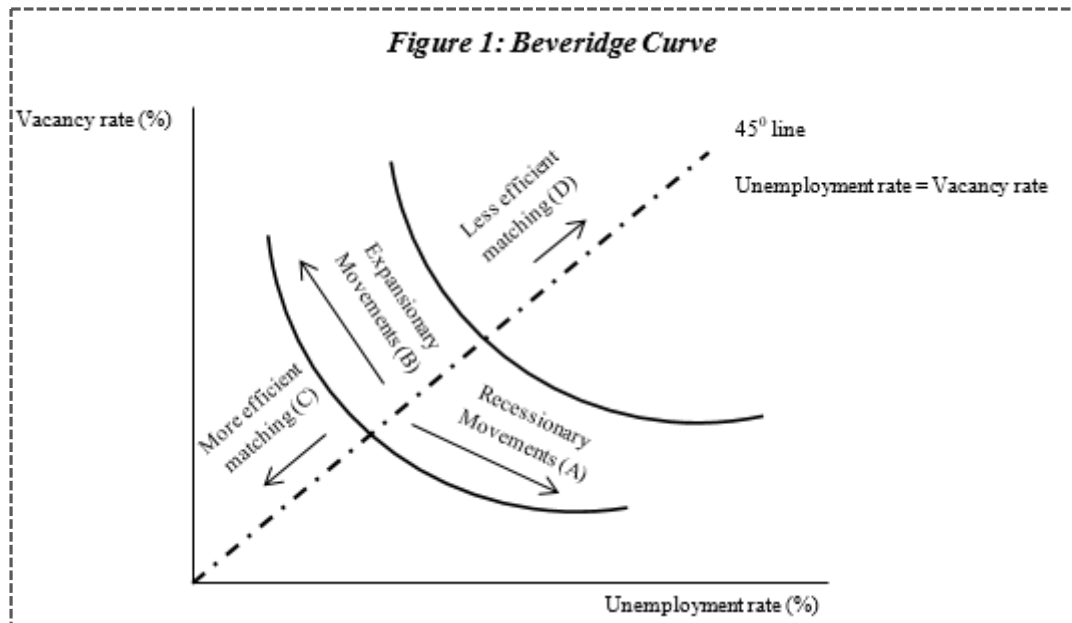 Figure 1: Beveridge Curve
Vacancy rate (%)
45⁰ line
Unemployment rate = Vacancy rate
Less efficient
matching (D)
Expansionary
Movements (B)
More efficient
matching (C)
Recessionary
Movements (A)
Unemployment rate (%)